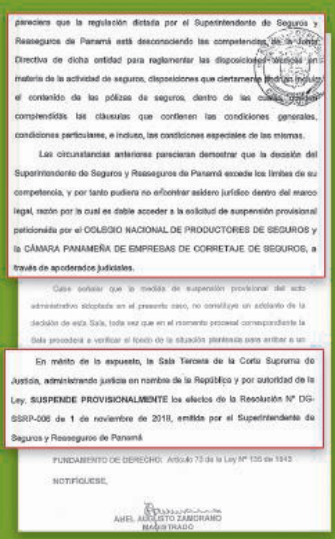 pareciera que la regulación dictada por el Superintendente de Seguros y
Reaseguros de Panamá está desconociendo las competencias de la Junta
Directiva de dicha entidad para reglamentar las disposiciones técnicas en
materia de la actividad de seguros, disposiciones que ciertamente podrían incluir
el contenido de las pólizas de seguros, dentro de las cuales
comprendidas las cláusulas que contienen las condiciones generales,
condiciones particulares, e incluso, las condiciones especiales de las mismas.
Las circunstancias anteriores parecieran demostrar que la decisión del
Superintendente de Seguros y Reaseguros de Panamá excede los límites de su
competencia, y por tanto pudiera no encontrar asidero jurídico dentro del marco
legal, razón por la cual es dable acceder a la solicitud de suspensión provisional
peticionada por el COLEGIO NACIONAL DE PRODUCTORES DE SEGUROS y
la CÁMARA PANAMEÑA DE EMPRESAS DE CORRETAJE DE SEGUROS, a
través de apoderados judiciales.
Cabe señalar que la medida de suspensión provisional del acto
administrativo adoptada en el presente caso, no constituye un adelanto de la
decisión de esta Sala, toda vez que en el momento procesal correspondiente la
Sala procederá a verificar el fondo de la situación planteada para arribar a un
En mérito de lo expuesto, la Sala Tercera de la Corte Suprema de
Justicia, administrando justicia en nombre de la República y por autoridad de la
Ley, SUSPENDE PROVISIONALMENTE los efectos de la Resolución N° DG-
SSRP-006 de 1 de noviembre de 2018, emitida por el Superintendente de
Seguros y Reaseguros de Panamá
FUNDAMENTO DE DERECHO: Artículo 73 de la Ley N° 135 de 1943
NOTIFÍQUESE,
ABEL AUGUSTO ZAMORANO
MAGISTRADO